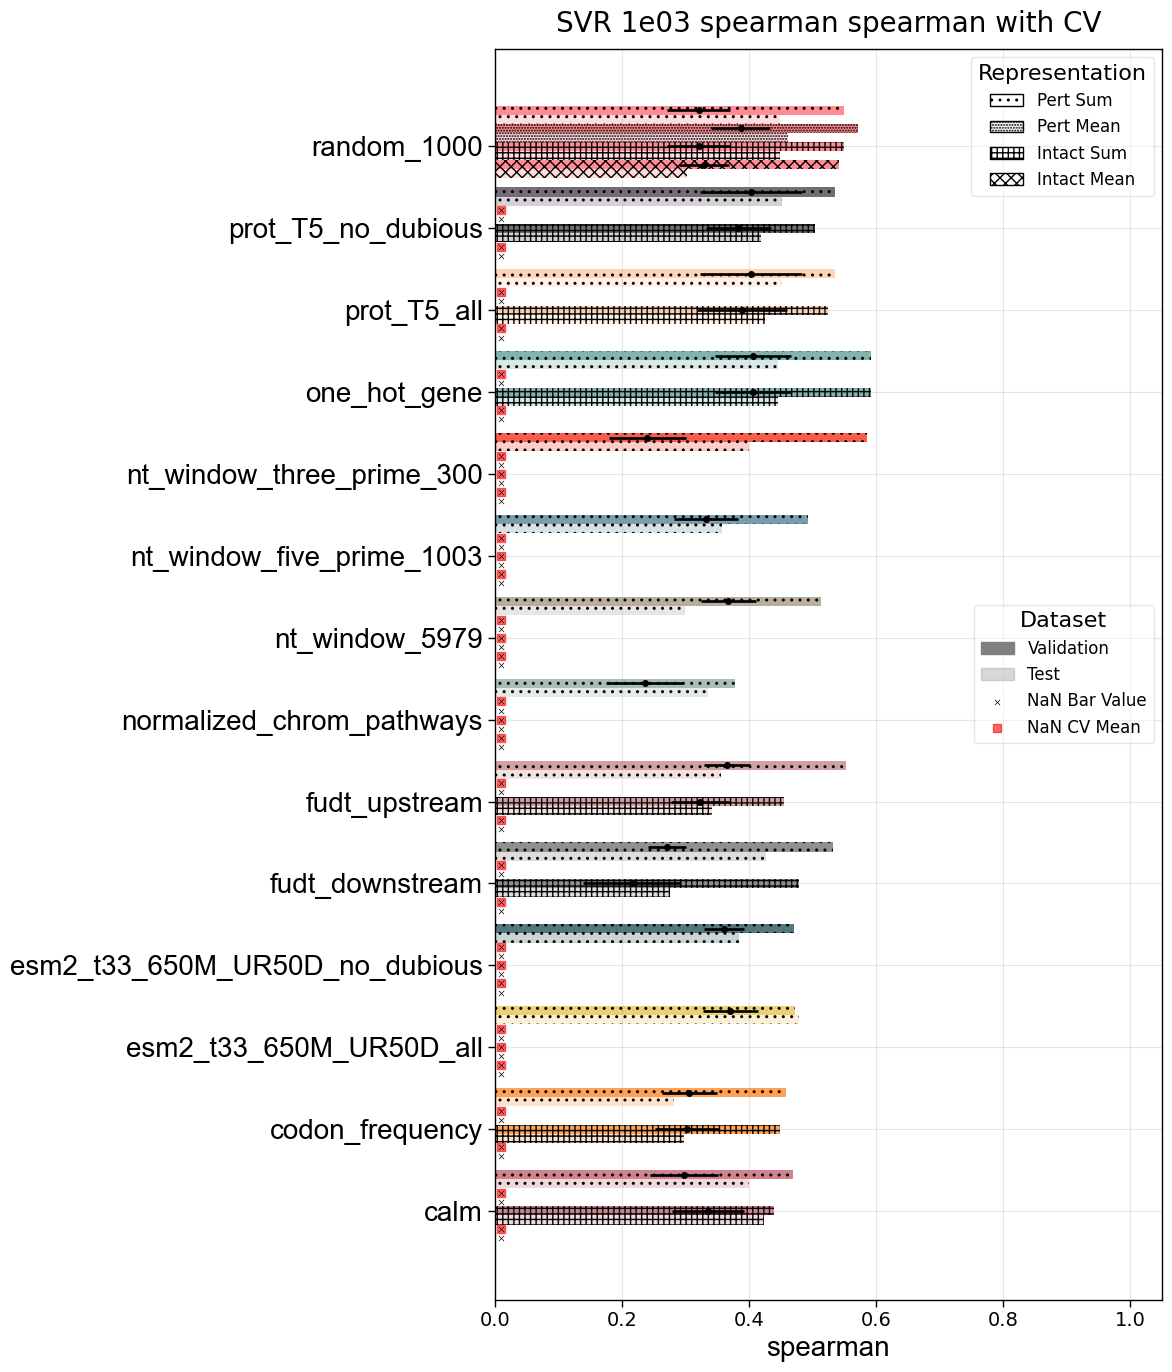 SVR 1e03 spearman spearman with CV
Representation
Pert Sum
Pert Mean
Intact Sum
Intact Mean
random_1000
prot_T5_no_dubious
prot_T5_all
one_hot_gene
nt_window_three_prime_300
nt_window_five_prime_1003
nt_window_5979
normalized_chrom_pathways
fudt_upstream
fudt_downstream
esm2_t33_650M_UR50D_no_dubious
esm2_t33_650M_UR50D_all
codon_frequency
calm
Dataset
Validation
Test
NaN Bar Value
NaN CV Mean
0.0 0.2 0.4 0.6 0.8 1.0
spearman